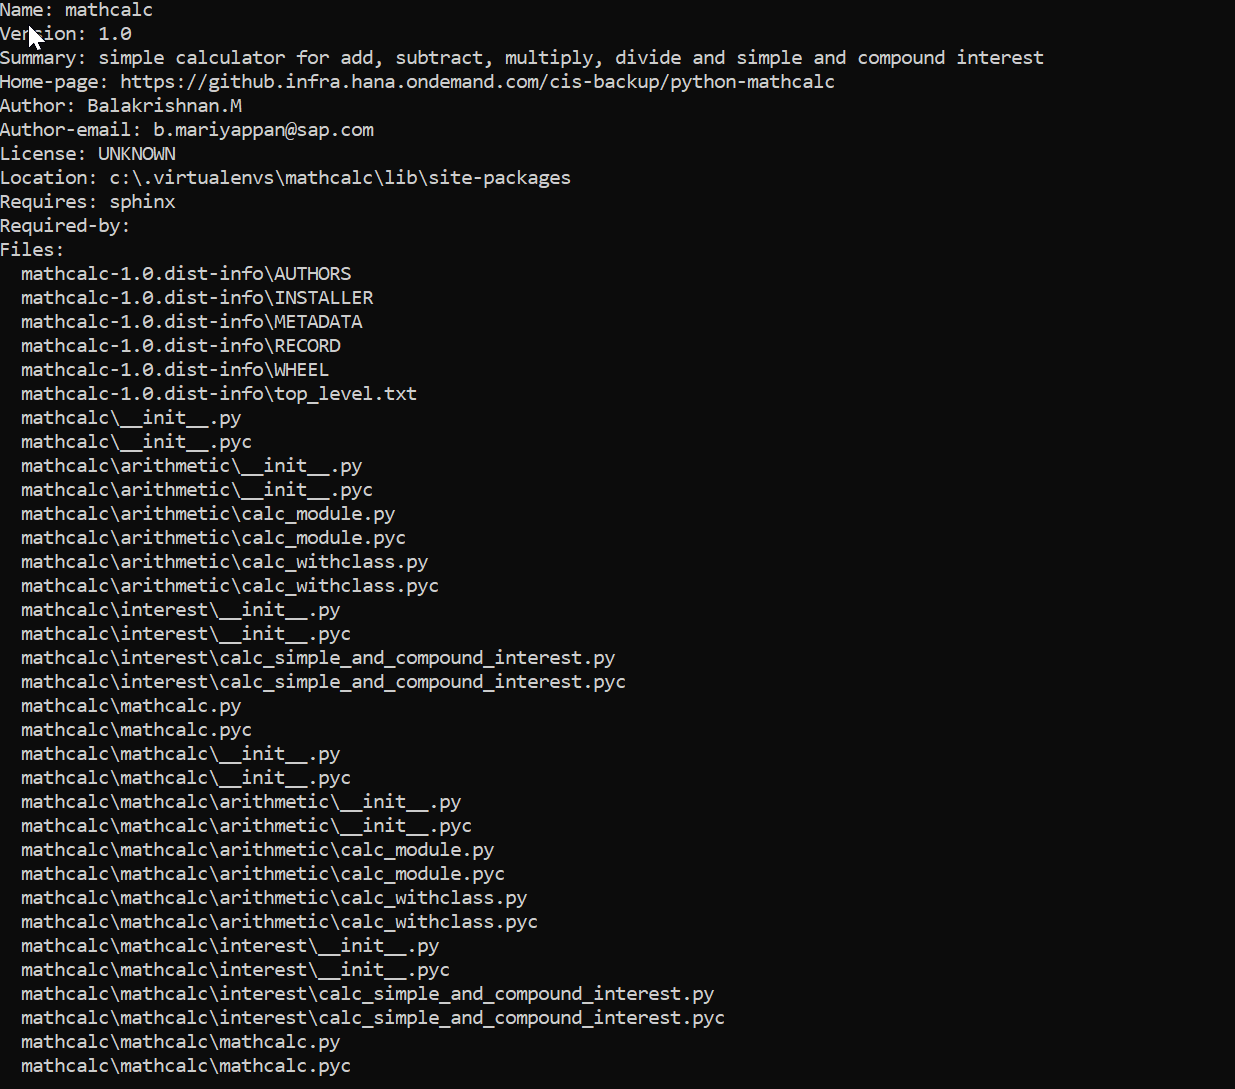 Name: mathcalc
Version: 1.0
Summary: simple calculator for add, subtract, multiply, divide and simple and compound interest
Home-page: https://github.infra.hana.ondemand.com/cis-backup/python-mathcalc
Author: Balakrishnan.M
Author-email: b.mariyappan@sap.com
License: UNKNOWN
Location: c:\.virtualenvs\mathcalc\lib\site-packages
Requires: sphinx
Required-by:
Files:
  mathcalc-1.0.dist-info\AUTHORS
  mathcalc-1.0.dist-info\INSTALLER
  mathcalc-1.0.dist-info\METADATA
  mathcalc-1.0.dist-info\RECORD
  mathcalc-1.0.dist-info\WHEEL
  mathcalc-1.0.dist-info\top_level.txt
  mathcalc\__init__.py
  mathcalc\__init__.pyc
  mathcalc\arithmetic\__init__.py
  mathcalc\arithmetic\__init__.pyc
  mathcalc\arithmetic\calc_module.py
  mathcalc\arithmetic\calc_module.pyc
  mathcalc\arithmetic\calc_withclass.py
  mathcalc\arithmetic\calc_withclass.pyc
  mathcalc\interest\__init__.py
  mathcalc\interest\__init__.pyc
  mathcalc\interest\calc_simple_and_compound_interest.py
  mathcalc\interest\calc_simple_and_compound_interest.pyc
  mathcalc\mathcalc.py
  mathcalc\mathcalc.pyc
  mathcalc\mathcalc\__init__.py
  mathcalc\mathcalc\__init__.pyc
  mathcalc\mathcalc\arithmetic\__init__.py
  mathcalc\mathcalc\arithmetic\__init__.pyc
  mathcalc\mathcalc\arithmetic\calc_module.py
  mathcalc\mathcalc\arithmetic\calc_module.pyc
  mathcalc\mathcalc\arithmetic\calc_withclass.py
  mathcalc\mathcalc\arithmetic\calc_withclass.pyc
  mathcalc\mathcalc\interest\__init__.py
  mathcalc\mathcalc\interest\__init__.pyc
  mathcalc\mathcalc\interest\calc_simple_and_compound_interest.py
  mathcalc\mathcalc\interest\calc_simple_and_compound_interest.pyc
  mathcalc\mathcalc\mathcalc.py
  mathcalc\mathcalc\mathcalc.pyc